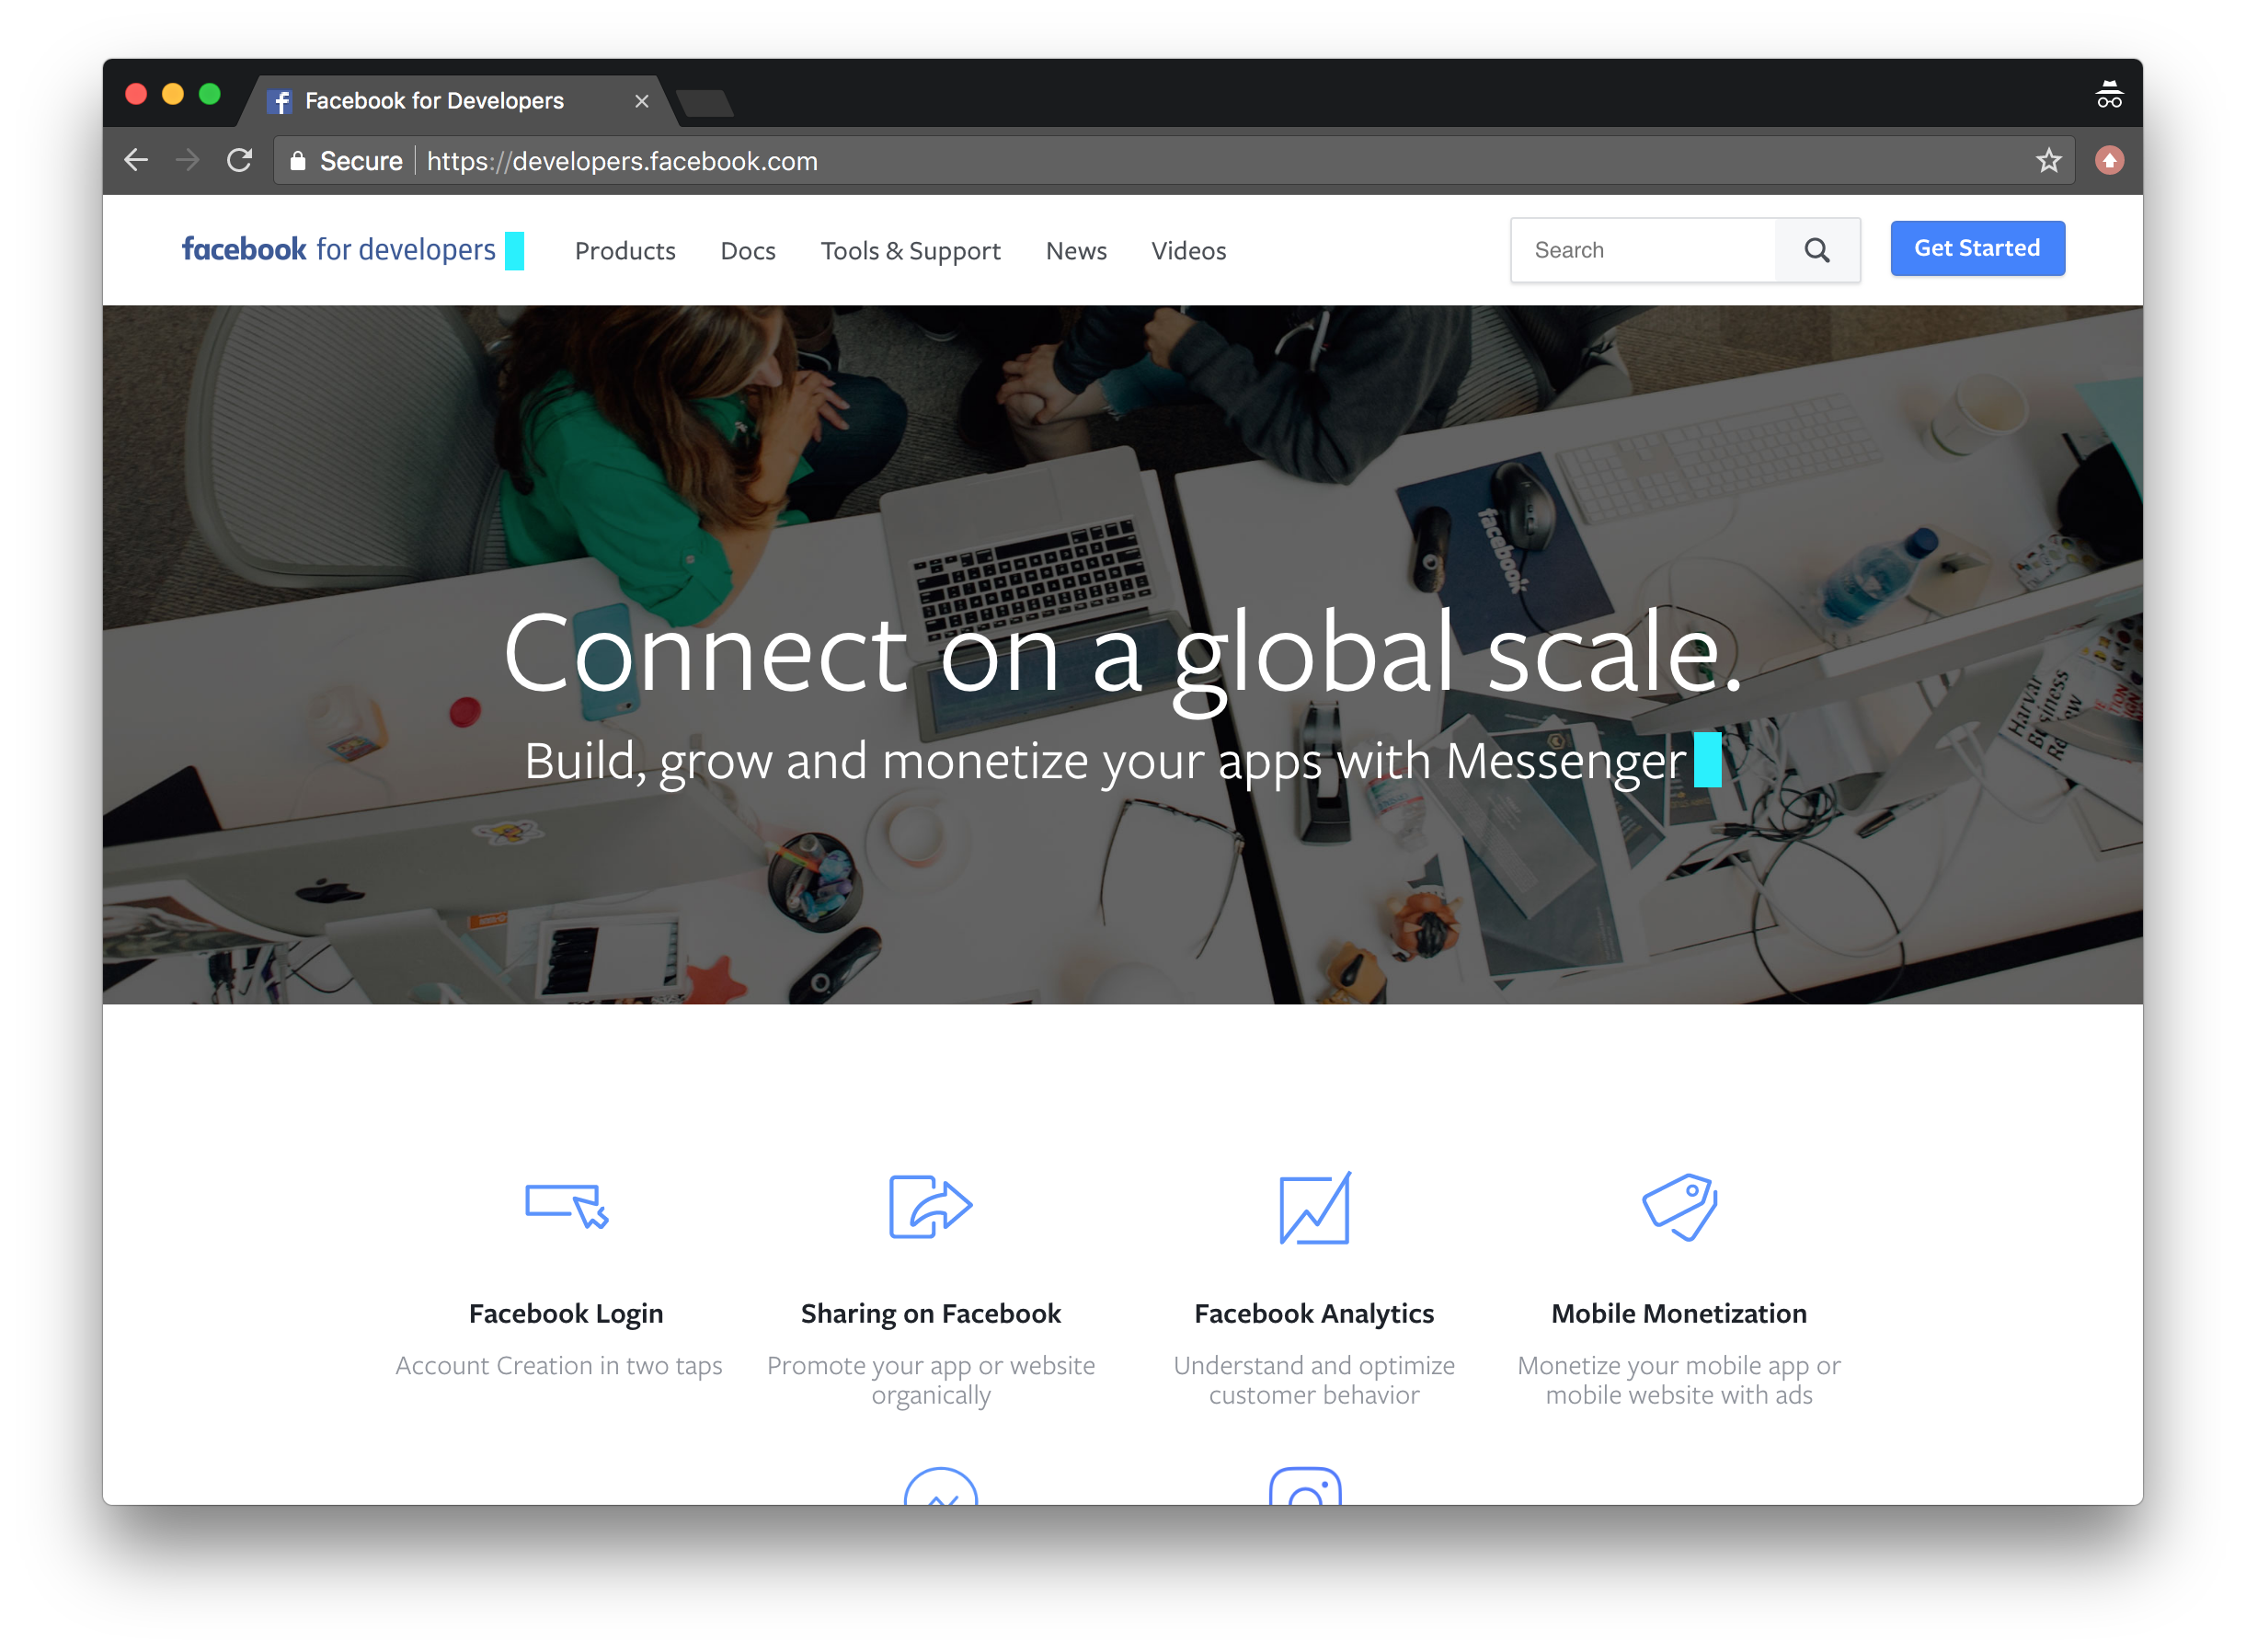 Facebook for Developers
Secure https://developers.facebook.com
facebook for developers Products Docs Tools & Support News Videos Search Get Started
facebook
Harvar
Business
Connect on a global scale.
Build, grow and monetize your apps with Messenger
Facebook Login
Account Creation in two taps
Sharing on Facebook
Promote your app or website
organically
Facebook Analytics
Understand and optimize
customer behavior
Mobile Monetization
Monetize your mobile app or
mobile website with ads